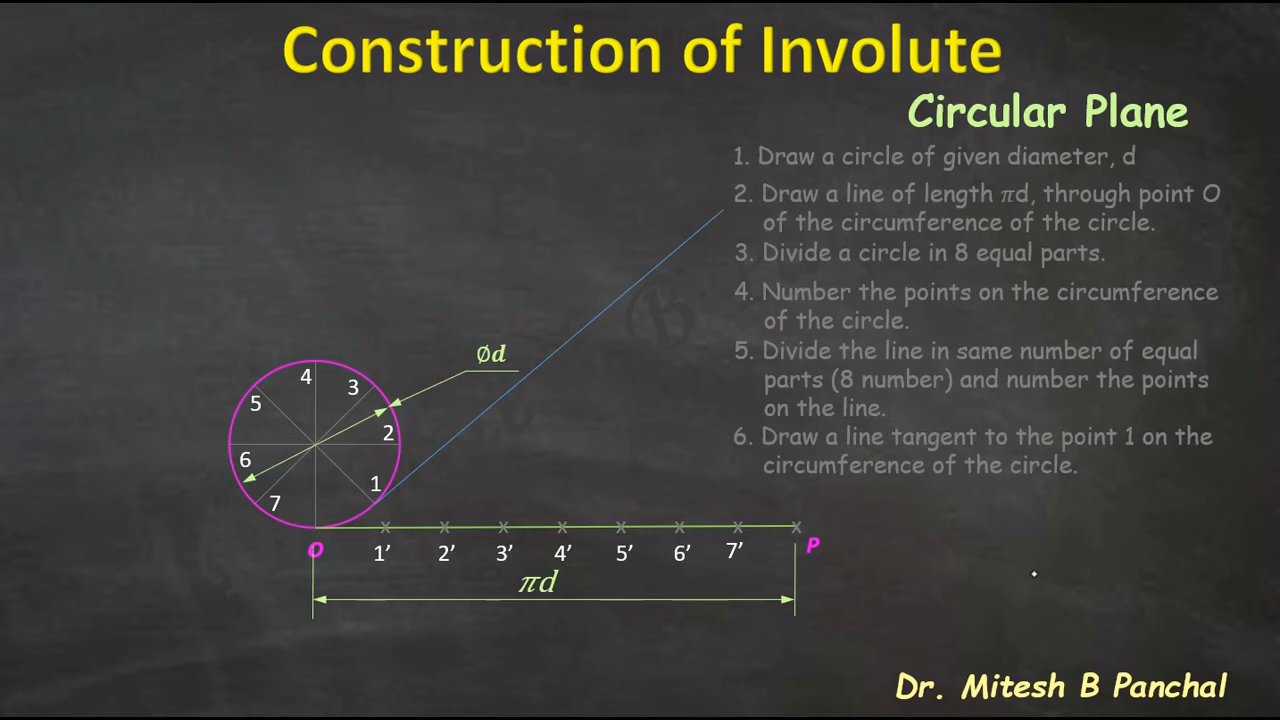 Construction of Involute
Circular Plane
1. Draw a circle of given diameter, d
2. Draw a line of length πd, through point O
of the circumference of the circle.
3. Divide a circle in 8 equal parts.
4. Number the points on the circumference
of the circle.
5. Divide the line in same number of equal
parts (8 number) and number the points
on the line.
6. Draw a line tangent to the point 1 on the
circumference of the circle.
Ød
4
3
5
2
6
1
7
O
1’ 2’ 3’ 4’ 5’ 6’ 7’
P
πd
Dr. Mitesh B Panchal